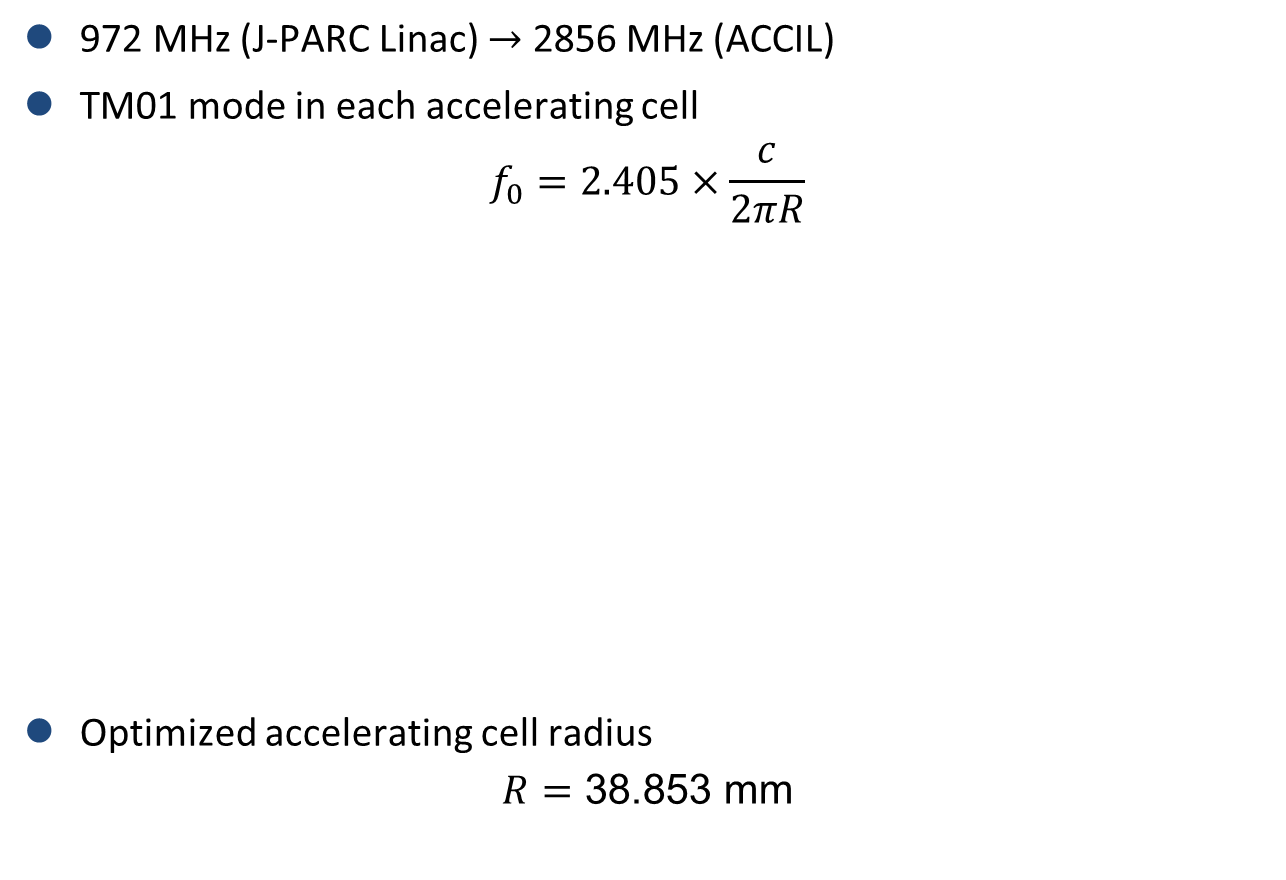 ● 972 MHz (J-PARC Linac) → 2856 MHz (ACCIL)
● TM01 mode in each accelerating cell
𝑓₀ = 2.405 × 𝑐 / 2𝜋𝑅
● Optimized accelerating cell radius
𝑅 = 38.853 mm